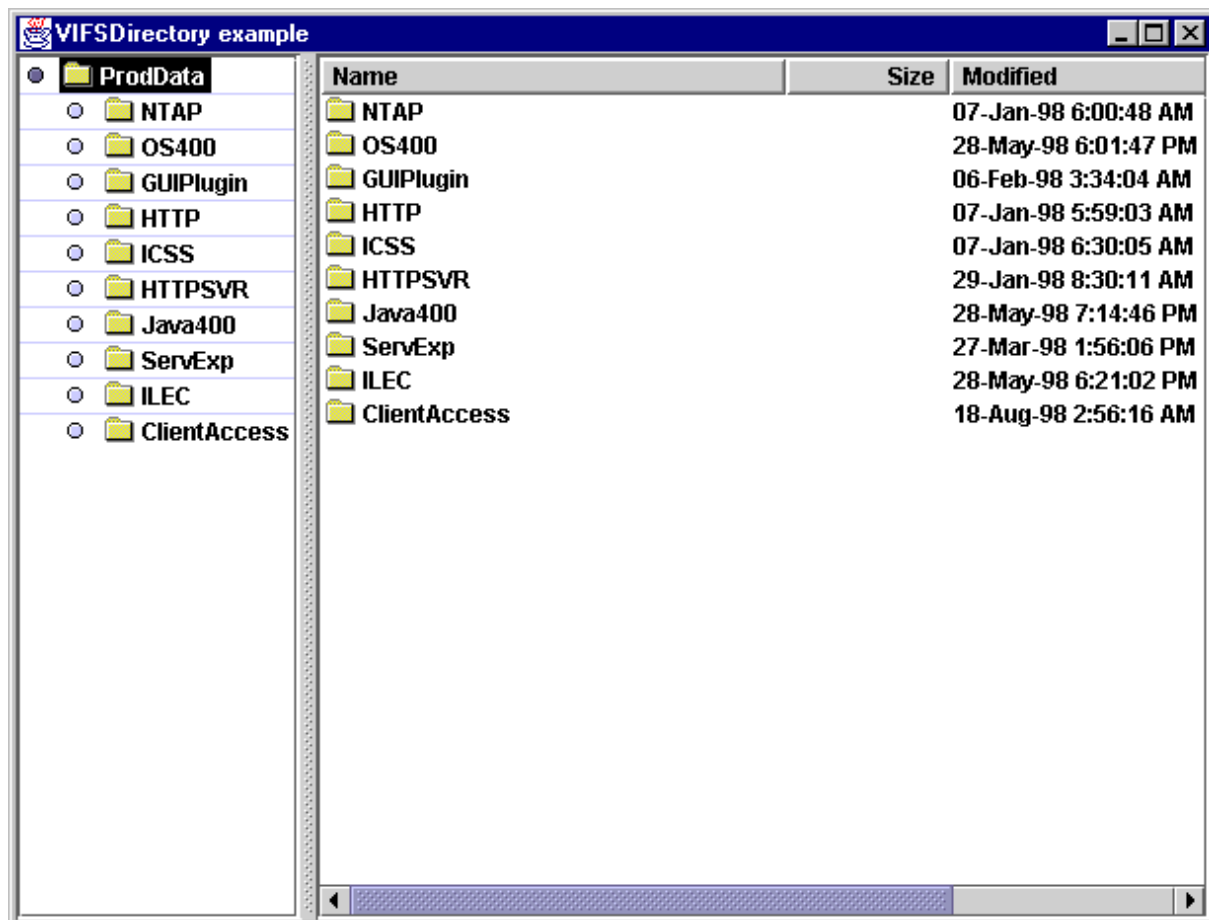 VIFSDirectory example
ProdData
NTAP
OS400
GUIPlugin
HTTP
ICSS
HTTPSVR
Java400
ServExp
ILEC
ClientAccess
Name Size Modified
NTAP 07-Jan-98 6:00:48 AM
OS400 28-May-98 6:01:47 PM
GUIPlugin 06-Feb-98 3:34:04 AM
HTTP 07-Jan-98 5:59:03 AM
ICSS 07-Jan-98 6:30:05 AM
HTTPSVR 29-Jan-98 8:30:11 AM
Java400 28-May-98 7:14:46 PM
ServExp 27-Mar-98 1:56:06 PM
ILEC 28-May-98 6:21:02 PM
ClientAccess 18-Aug-98 2:56:16 AM